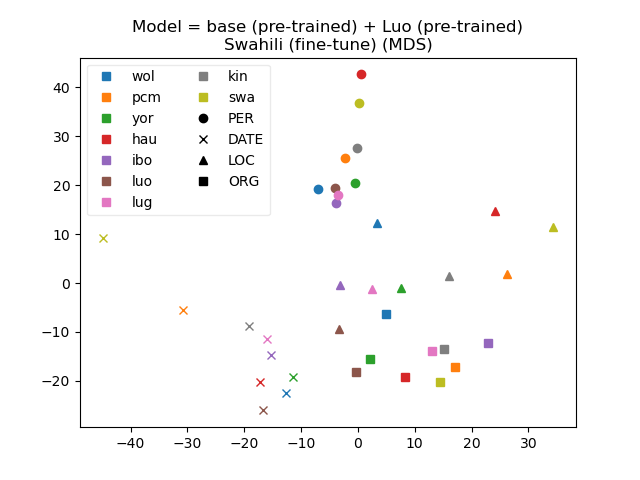 Model = base (pre-trained) + Luo (pre-trained)
Swahili (fine-tune) (MDS)
40
30
20
10
0
−10
−20
wol
pcm
yor
hau
ibo
luo
lug
kin
swa
PER
DATE
LOC
ORG
−40
−30
−20
−10
0
10
20
30